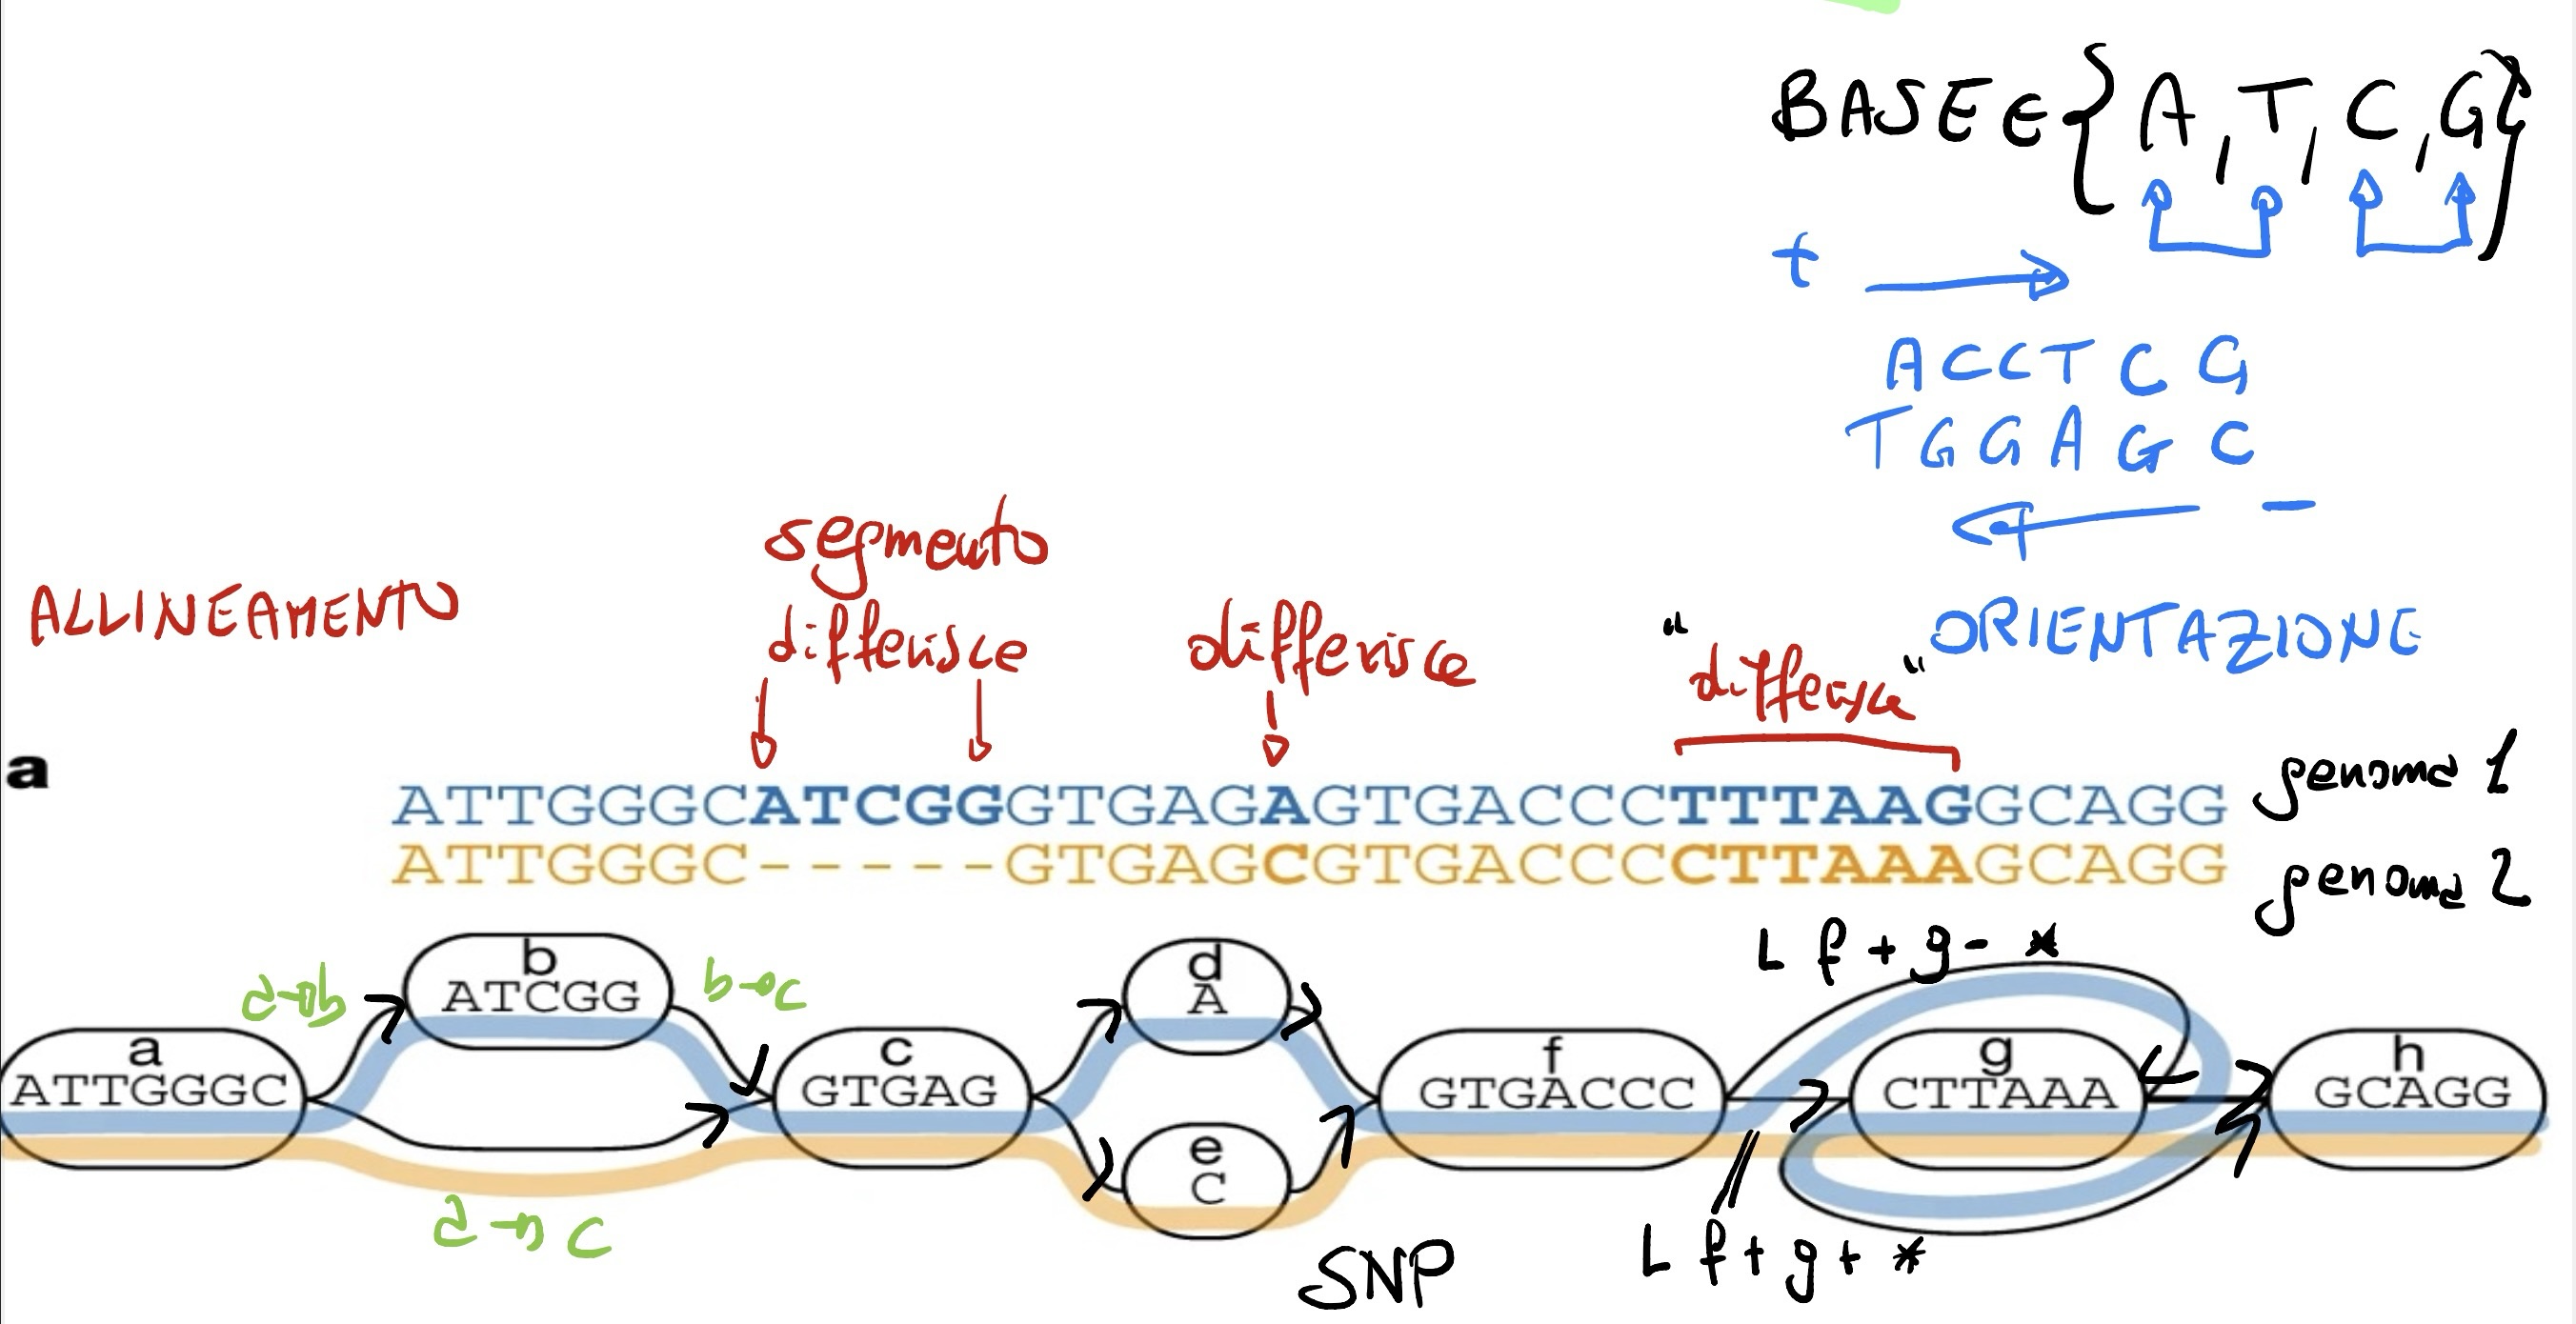 BASE ∈ {A, T, C, G}
+
ACCTCG
TGGAGC
-
ORIENTAZIONE
ALLINEAMENTO
segmento
differisce
differisce
"differisce"
a
ATTGGGCATCGGGTGAGAGTGACCCTTTAAGGCAGG
genoma 1
ATTGGGC-----GTGAGCGTGACCCCTTAAAGCAGG
genoma 2
L f + g - *
a→b
b
ATCGG
b→c
d
A
a
ATTGGGC
c
GTGAG
f
GTGACCC
g
CTTAAA
h
GCAGG
e
C
a→c
SNP
L f + g + *